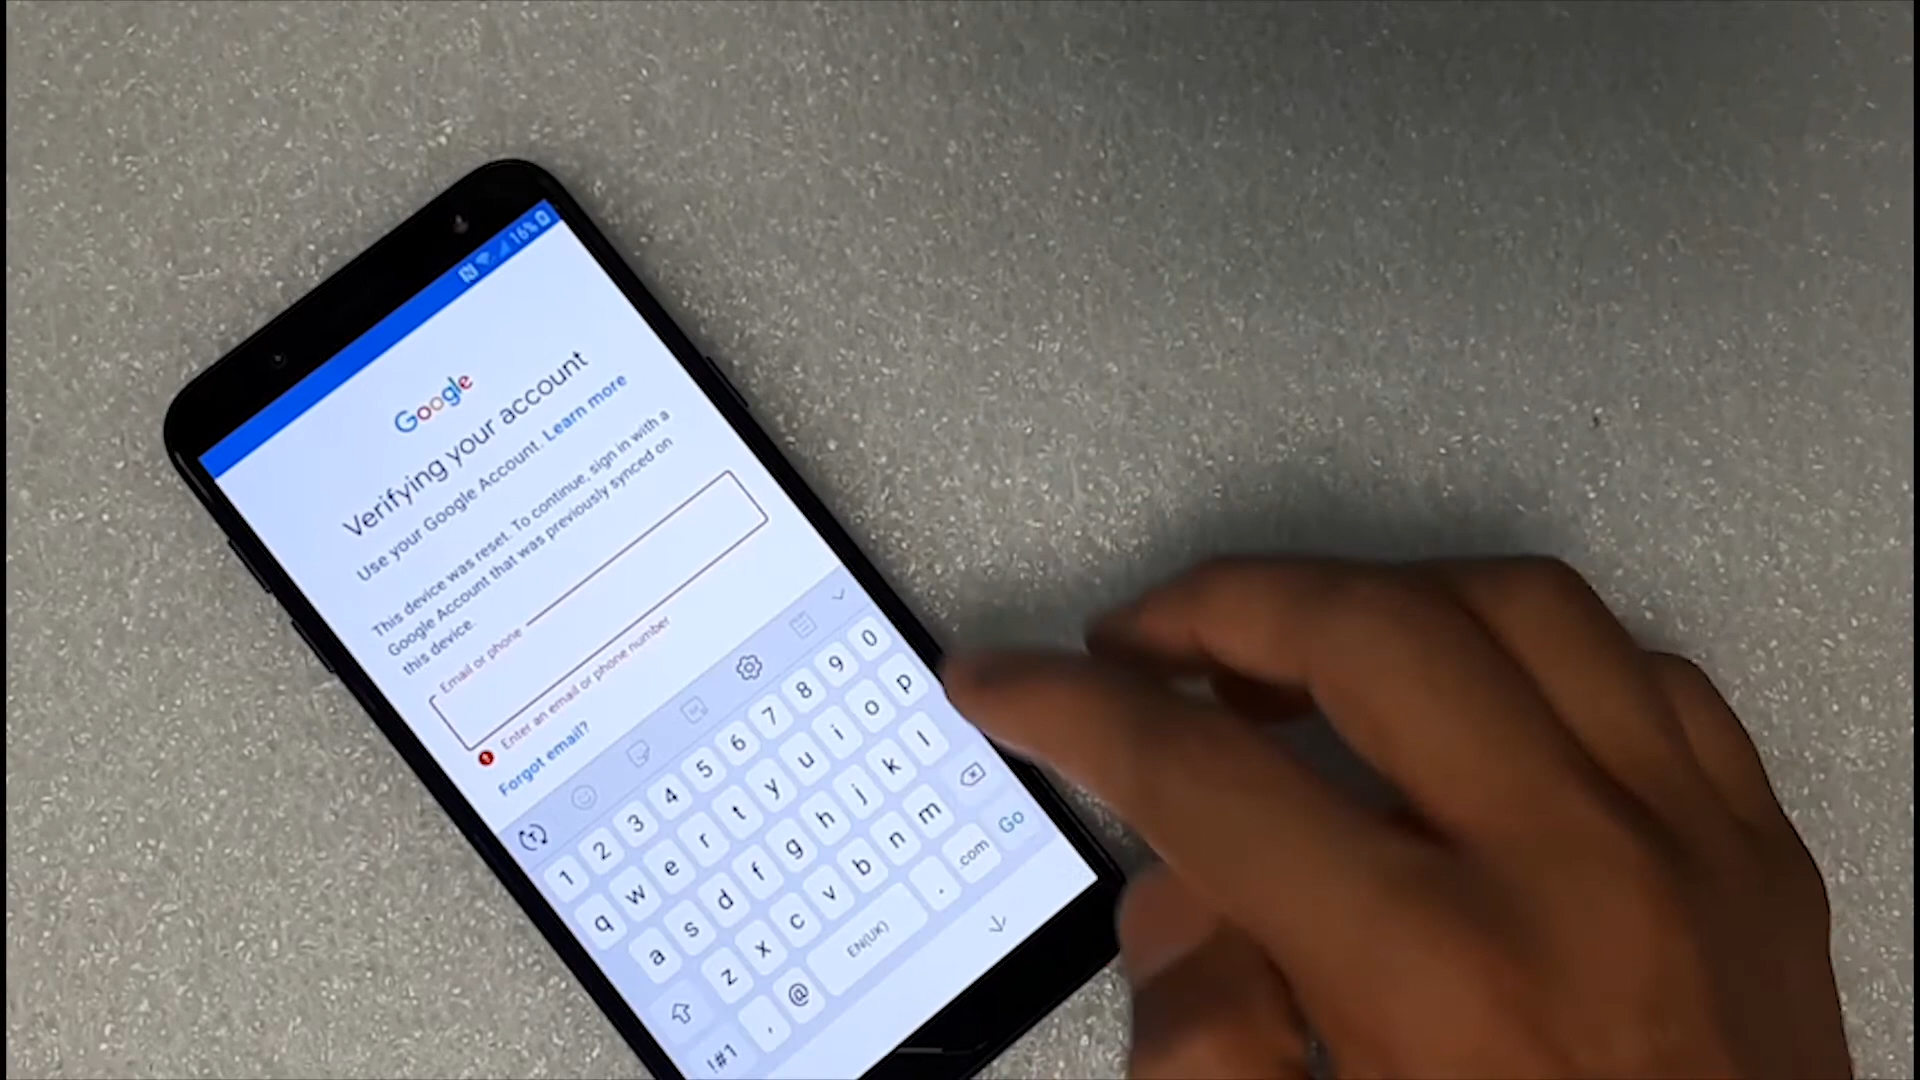 16%
Google
Verifying your account
Use your Google Account. Learn more
This device was reset. To continue, sign in with a
Google Account that was previously synced on
this device.
Email or phone
Enter an email or phone number
Forgot email?
1 2 3 4 5 6 7 8 9 0
q w e r t y u i o p
a s d f g h j k l
z x c v b n m
!#1 , @ EN(UK) . .com Go